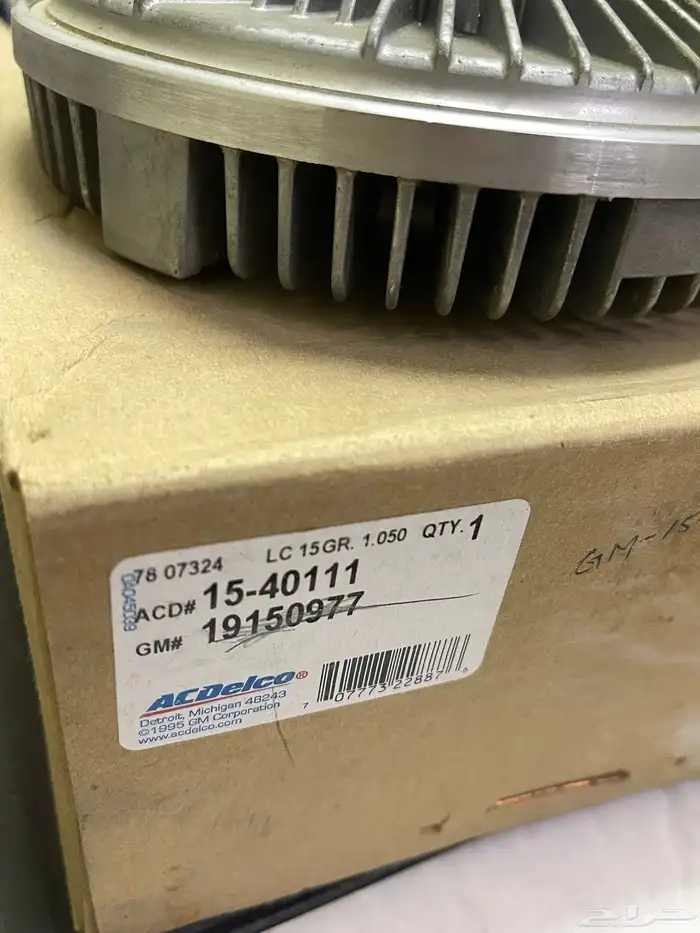 78 07324 LC 15GR. 1.050 QTY. 1
04045039
ACD# 15-40111
GM# 19150977
ACDelco®
Detroit, Michigan 48243
©1995 GM Corporation
www.acdelco.com
7 07773 22887 6
GM-15
حراج